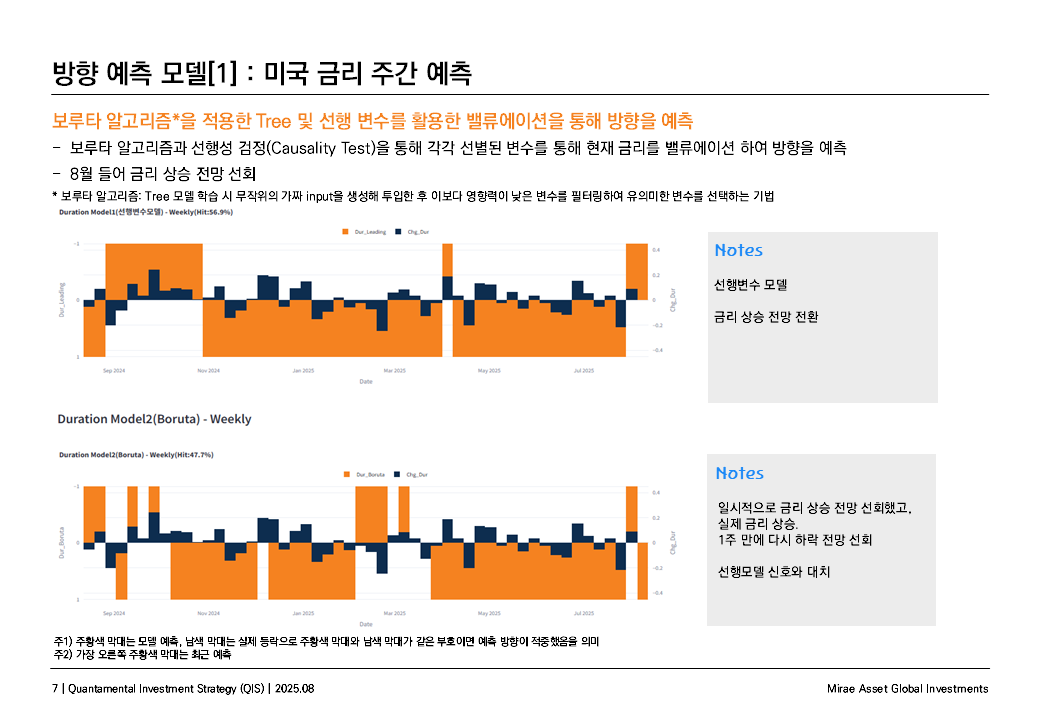 방향 예측 모델[1] : 미국 금리 주간 예측
보루타 알고리즘*을 적용한 Tree 및 선행 변수를 활용한 밸류에이션을 통해 방향을 예측
– 보루타 알고리즘과 선행성 검정(Causality Test)을 통해 각각 선별된 변수를 통해 현재 금리를 밸류에이션 하여 방향을 예측
– 8월 들어 금리 상승 전망 선회
* 보루타 알고리즘: Tree 모델 학습 시 무작위의 가짜 input을 생성해 투입한 후 이보다 영향력이 낮은 변수를 필터링하여 유의미한 변수를 선택하는 기법
Duration Model1(선행변수모델) - Weekly(Hit:56.9%)
Dur_Leading Chg_Dur
-1
0
1
Dur_Leading
0.4
0.2
0
-0.2
-0.4
Chg_Dur
Sep 2024 Nov 2024 Jan 2025 Mar 2025 May 2025 Jul 2025
Date
Notes
선행변수 모델
금리 상승 전망 전환
Duration Model2(Boruta) - Weekly
Duration Model2(Boruta) - Weekly(Hit:47.7%)
Dur_Boruta Chg_Dur
-1
0
1
Dur_Boruta
0.4
0.2
0
-0.2
-0.4
Chg_Dur
Sep 2024 Nov 2024 Jan 2025 Mar 2025 May 2025 Jul 2025
Date
Notes
일시적으로 금리 상승 전망 선회했고,
실제 금리 상승.
1주 만에 다시 하락 전망 선회
선행모델 신호와 대치
주1) 주황색 막대는 모델 예측, 남색 막대는 실제 등락으로 주황색 막대와 남색 막대가 같은 부호이면 예측 방향이 적중했음을 의미
주2) 가장 오른쪽 주황색 막대는 최근 예측
7 | Quantamental Investment Strategy (QIS) | 2025.08
Mirae Asset Global Investments